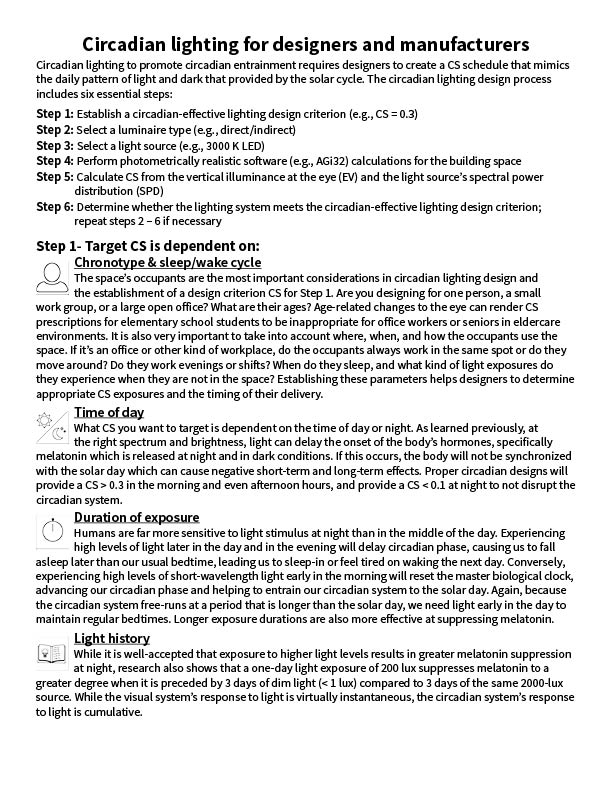 Circadian lighting for designers and manufacturers
Circadian lighting to promote circadian entrainment requires designers to create a CS schedule that mimics
the daily pattern of light and dark that provided by the solar cycle. The circadian lighting design process
includes six essential steps:
Step 1: Establish a circadian-effective lighting design criterion (e.g., CS = 0.3)
Step 2: Select a luminaire type (e.g., direct/indirect)
Step 3: Select a light source (e.g., 3000 K LED)
Step 4: Perform photometrically realistic software (e.g., AGi32) calculations for the building space
Step 5: Calculate CS from the vertical illuminance at the eye (EV) and the light source's spectral power
distribution (SPD)
Step 6: Determine whether the lighting system meets the circadian-effective lighting design criterion;
repeat steps 2 – 6 if necessary
Step 1- Target CS is dependent on:
Chronotype & sleep/wake cycle
The space's occupants are the most important considerations in circadian lighting design and
the establishment of a design criterion CS for Step 1. Are you designing for one person, a small
work group, or a large open office? What are their ages? Age-related changes to the eye can render CS
prescriptions for elementary school students to be inappropriate for office workers or seniors in eldercare
environments. It is also very important to take into account where, when, and how the occupants use the
space. If it's an office or other kind of workplace, do the occupants always work in the same spot or do they
move around? Do they work evenings or shifts? When do they sleep, and what kind of light exposures do
they experience when they are not in the space? Establishing these parameters helps designers to determine
appropriate CS exposures and the timing of their delivery.
Time of day
What CS you want to target is dependent on the time of day or night. As learned previously, at
the right spectrum and brightness, light can delay the onset of the body's hormones, specifically
melatonin which is released at night and in dark conditions. If this occurs, the body will not be synchronized
with the solar day which can cause negative short-term and long-term effects. Proper circadian designs will
provide a CS > 0.3 in the morning and even afternoon hours, and provide a CS < 0.1 at night to not disrupt the
circadian system.
Duration of exposure
Humans are far more sensitive to light stimulus at night than in the middle of the day. Experiencing
high levels of light later in the day and in the evening will delay circadian phase, causing us to fall
asleep later than our usual bedtime, leading us to sleep-in or feel tired on waking the next day. Conversely,
experiencing high levels of short-wavelength light early in the morning will reset the master biological clock,
advancing our circadian phase and helping to entrain our circadian system to the solar day. Again, because
the circadian system free-runs at a period that is longer than the solar day, we need light early in the day to
maintain regular bedtimes. Longer exposure durations are also more effective at suppressing melatonin.
Light history
While it is well-accepted that exposure to higher light levels results in greater melatonin suppression
at night, research also shows that a one-day light exposure of 200 lux suppresses melatonin to a
greater degree when it is preceded by 3 days of dim light (< 1 lux) compared to 3 days of the same 2000-lux
source. While the visual system's response to light is virtually instantaneous, the circadian system's response
to light is cumulative.